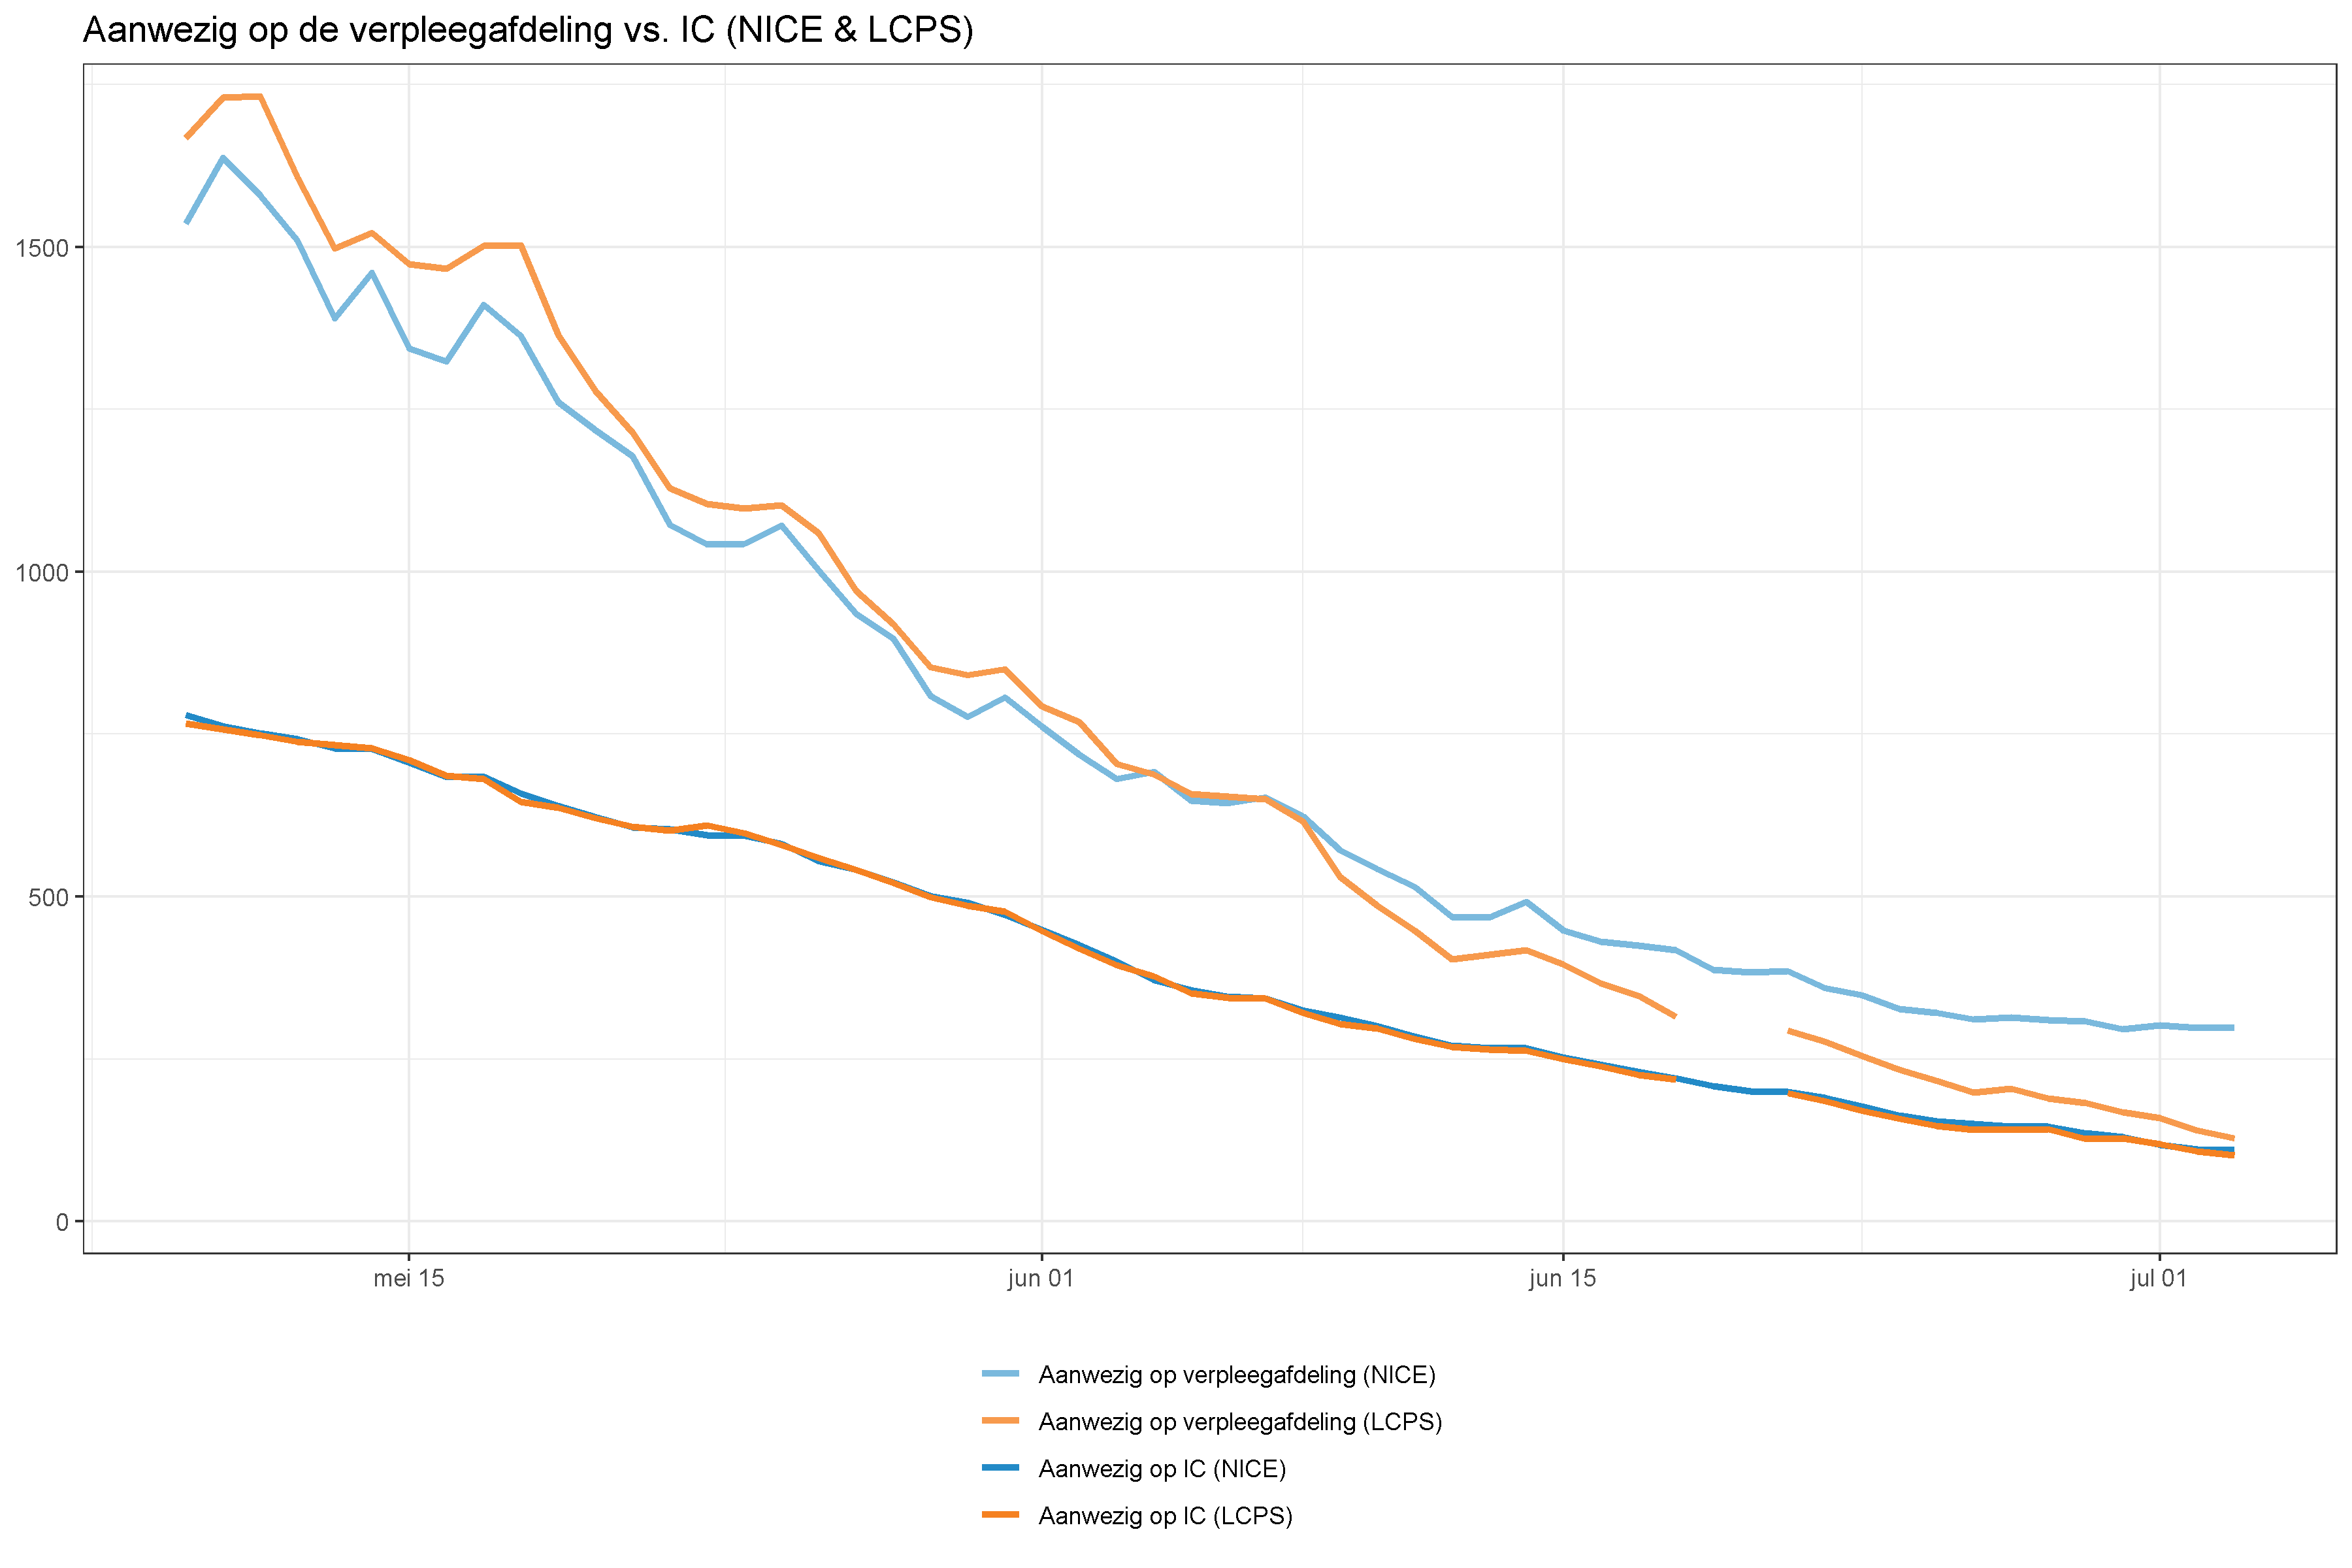 Aanwezig op de verpleegafdeling vs. IC (NICE & LCPS)
1500
1000
500
0
mei 15 jun 01 jun 15 jul 01
Aanwezig op verpleegafdeling (NICE)
Aanwezig op verpleegafdeling (LCPS)
Aanwezig op IC (NICE)
Aanwezig op IC (LCPS)